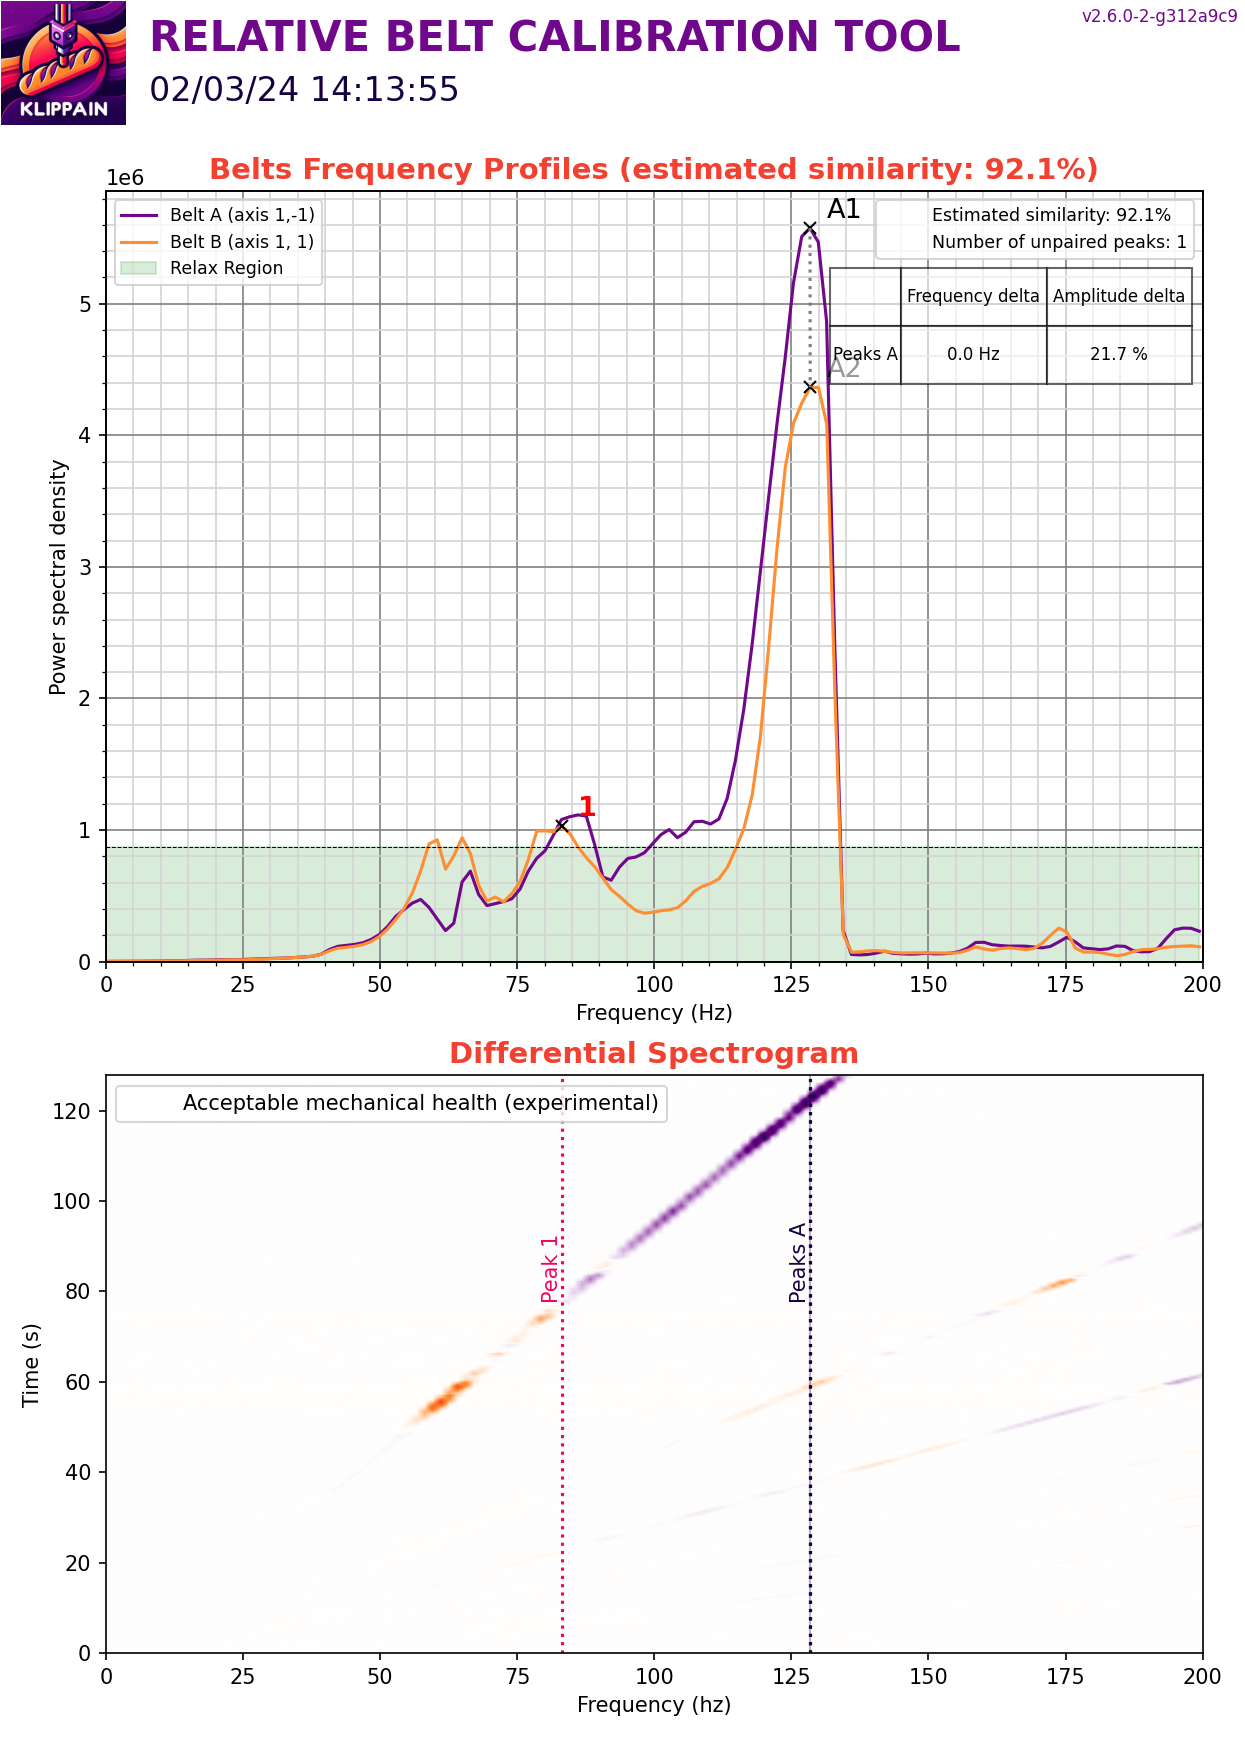 v2.6.0-2-g312a9c9
RELATIVE BELT CALIBRATION TOOL
02/03/24 14:13:55
KLIPPAIN
Belts Frequency Profiles (estimated similarity: 92.1%)
1e6
Belt A (axis 1,-1)
Belt B (axis 1, 1)
Relax Region
A1
Estimated similarity: 92.1%
Number of unpaired peaks: 1
Frequency delta Amplitude delta
Peaks A 0.0 Hz 21.7 %
A2
1
5
4
3
2
1
0
Power spectral density
0 25 50 75 100 125 150 175 200
Frequency (Hz)
Differential Spectrogram
Acceptable mechanical health (experimental)
Peak 1
Peaks A
120
100
80
60
40
20
0
Time (s)
0 25 50 75 100 125 150 175 200
Frequency (hz)